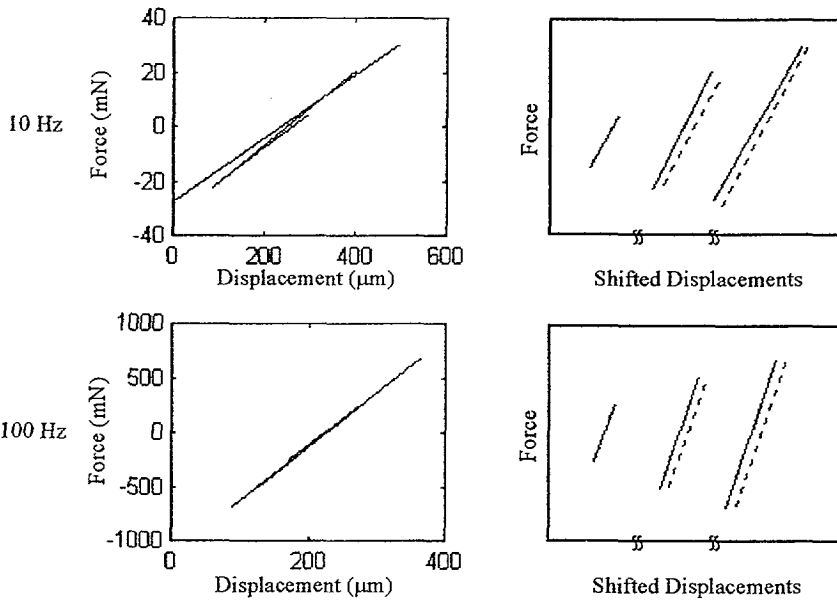 40
20
0
-20
-40
0
200
400
600
Force (mN)
Displacement (µm)
10 Hz
Force
Shifted Displacements
1000
500
0
-500
-1000
0
200
400
Force (mN)
Displacement (µm)
100 Hz
Force
Shifted Displacements